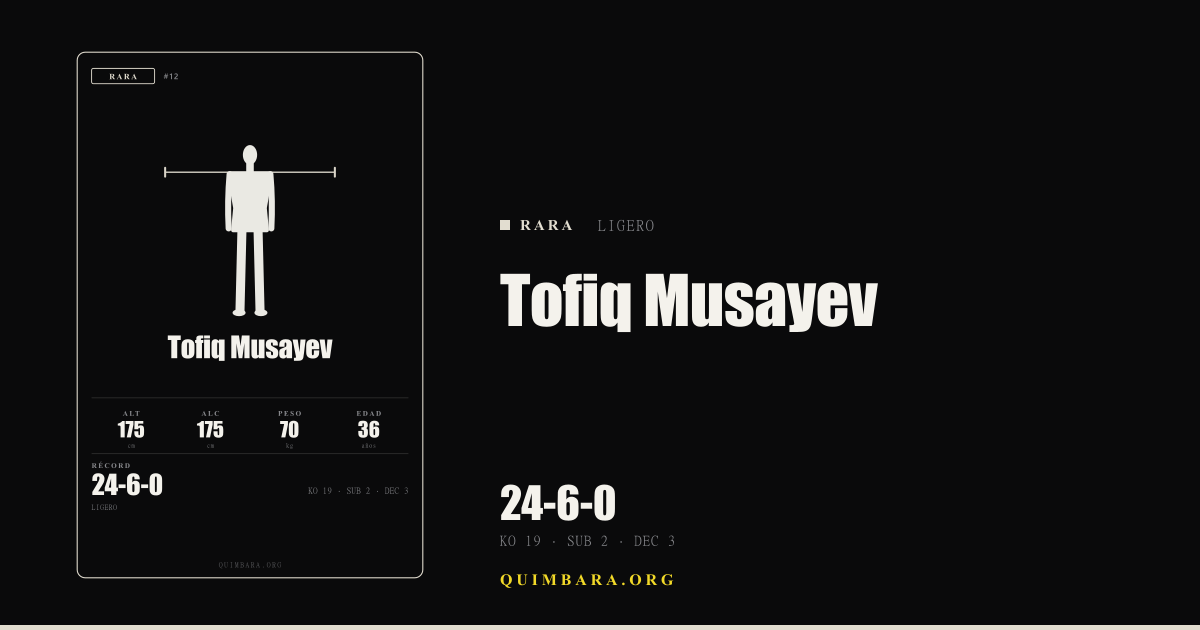 RARA #12
Tofiq Musayev
ALT ALC PESO EDAD
175 175 70 36
cm cm kg años
RÉCORD
24-6-0
KO 19 · SUB 2 · DEC 3
LIGERO
QUIMBARA.ORG
RARA LIGERO
Tofiq Musayev
24-6-0
KO 19 · SUB 2 · DEC 3
QUIMBARA.ORG